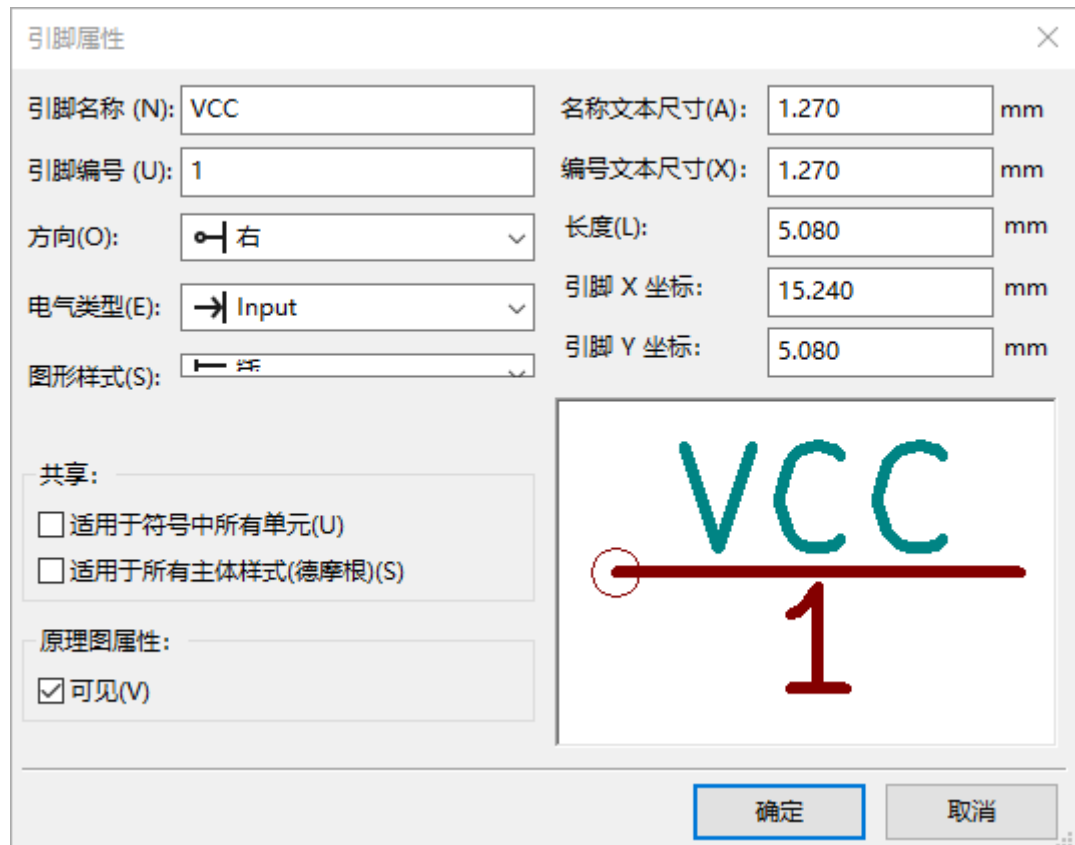 引脚属性
引脚名称 (N): VCC
名称文本尺寸(A): 1.270 mm
引脚编号 (U): 1
编号文本尺寸(X): 1.270 mm
方向(O): 右
长度(L): 5.080 mm
电气类型(E): Input
引脚 X 坐标: 15.240 mm
图形样式(S):
引脚 Y 坐标: 5.080 mm
共享:
适用于符号中所有单元(U)
适用于所有主体样式(德摩根)(S)
原理图属性:
可见(V)
VCC
1
确定
取消